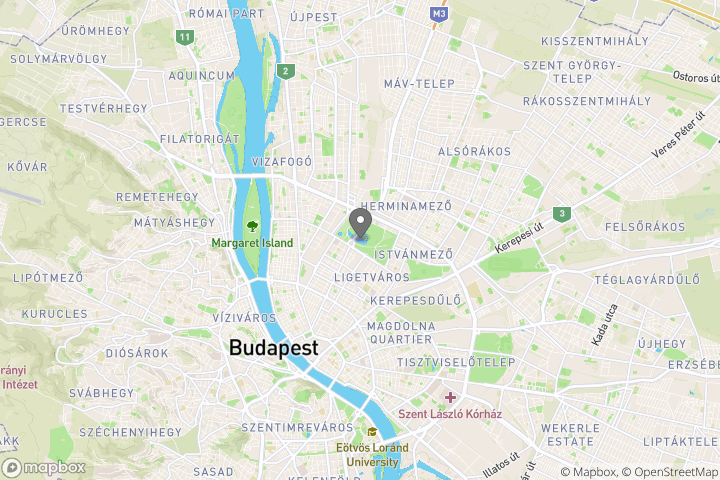 RÓMAI PART
ÚJPEST
M3
ÜRÖMHEGY
11
KISSZENTMIHÁLY
SOLYMÁRVÖLGY
2
SZENT GYÖRGY-
TELEP
Ostoros út
AQUINCUM
MÁV-TELEP
RÁKOSSZENTMIHÁLY
TESTVÉRHEGY
GERCSE
Veres Péter út
FILATORIGÁT
VIZAFOGÓ
ALSÓRÁKOS
KŐVÁR
REMETEHEGY
HERMINAMEZŐ
MÁTYÁSHEGY
3
FELSŐRÁKOS
Margaret Island
Kerepesi út
ISTVÁNMEZŐ
LIPÓTMEZŐ
LIGETVÁROS
TÉGLAGYÁRDŰLŐ
KEREPESDŰLŐ
KURUCLES
VÍZIVÁROS
Kada utca
MAGDOLNA
QUARTIER
ÚJHEGY
Budapest
DIÓSÁROK
TISZTVISELŐTELEP
ERZSÉBE
rányi
Intézet
SVÁBHEGY
Szent László Kórház
SZÉCHENYIHEGY
SZENTIMREVÁROS
WEKERLE
ESTATE
LIPTÁKTELE
AKK
Eötvös Loránd
University
SASAD
KELENFÖLD
Illatos út
ár út
mapbox
© Mapbox, © OpenStreetMap